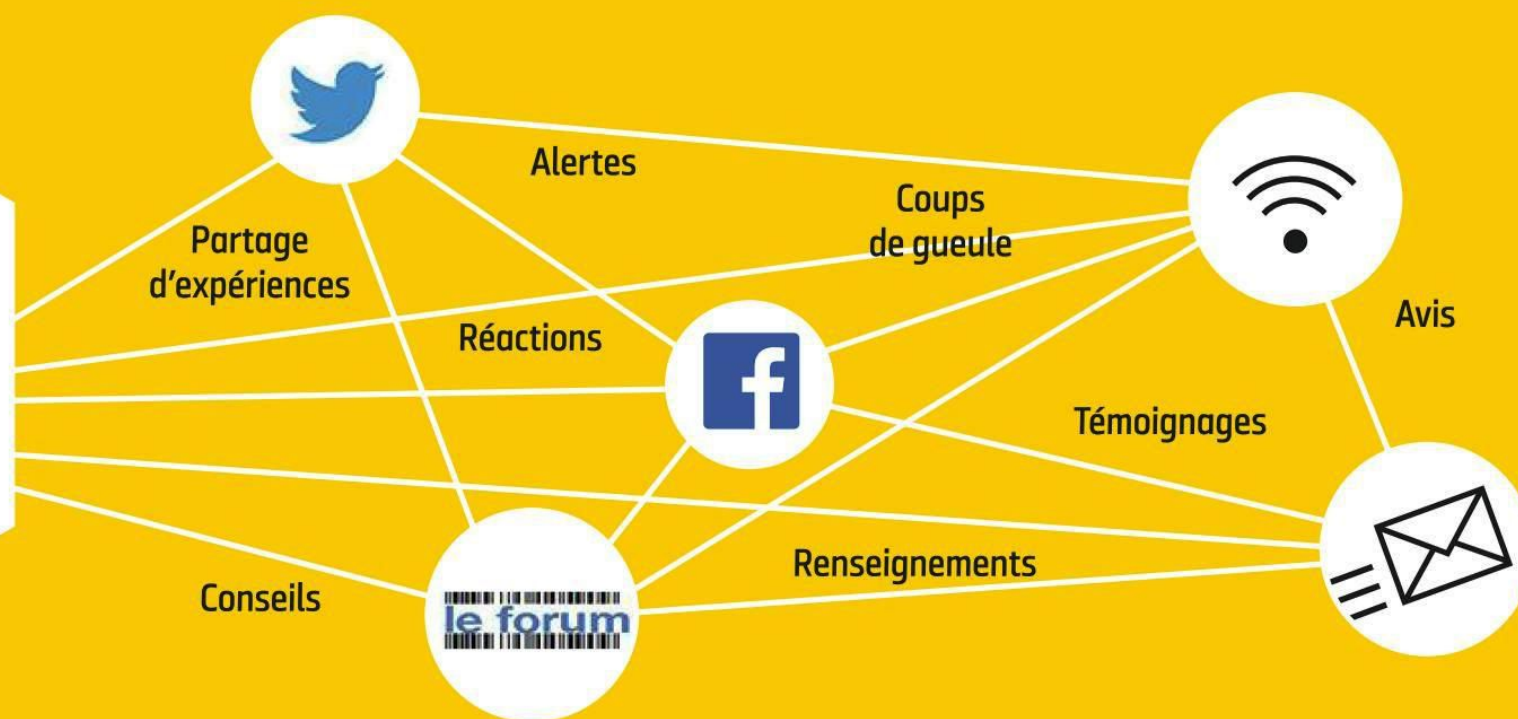 Alertes
Coups
de gueule
Partage
d'expériences
Avis
Réactions
Témoignages
Renseignements
Conseils
le forum